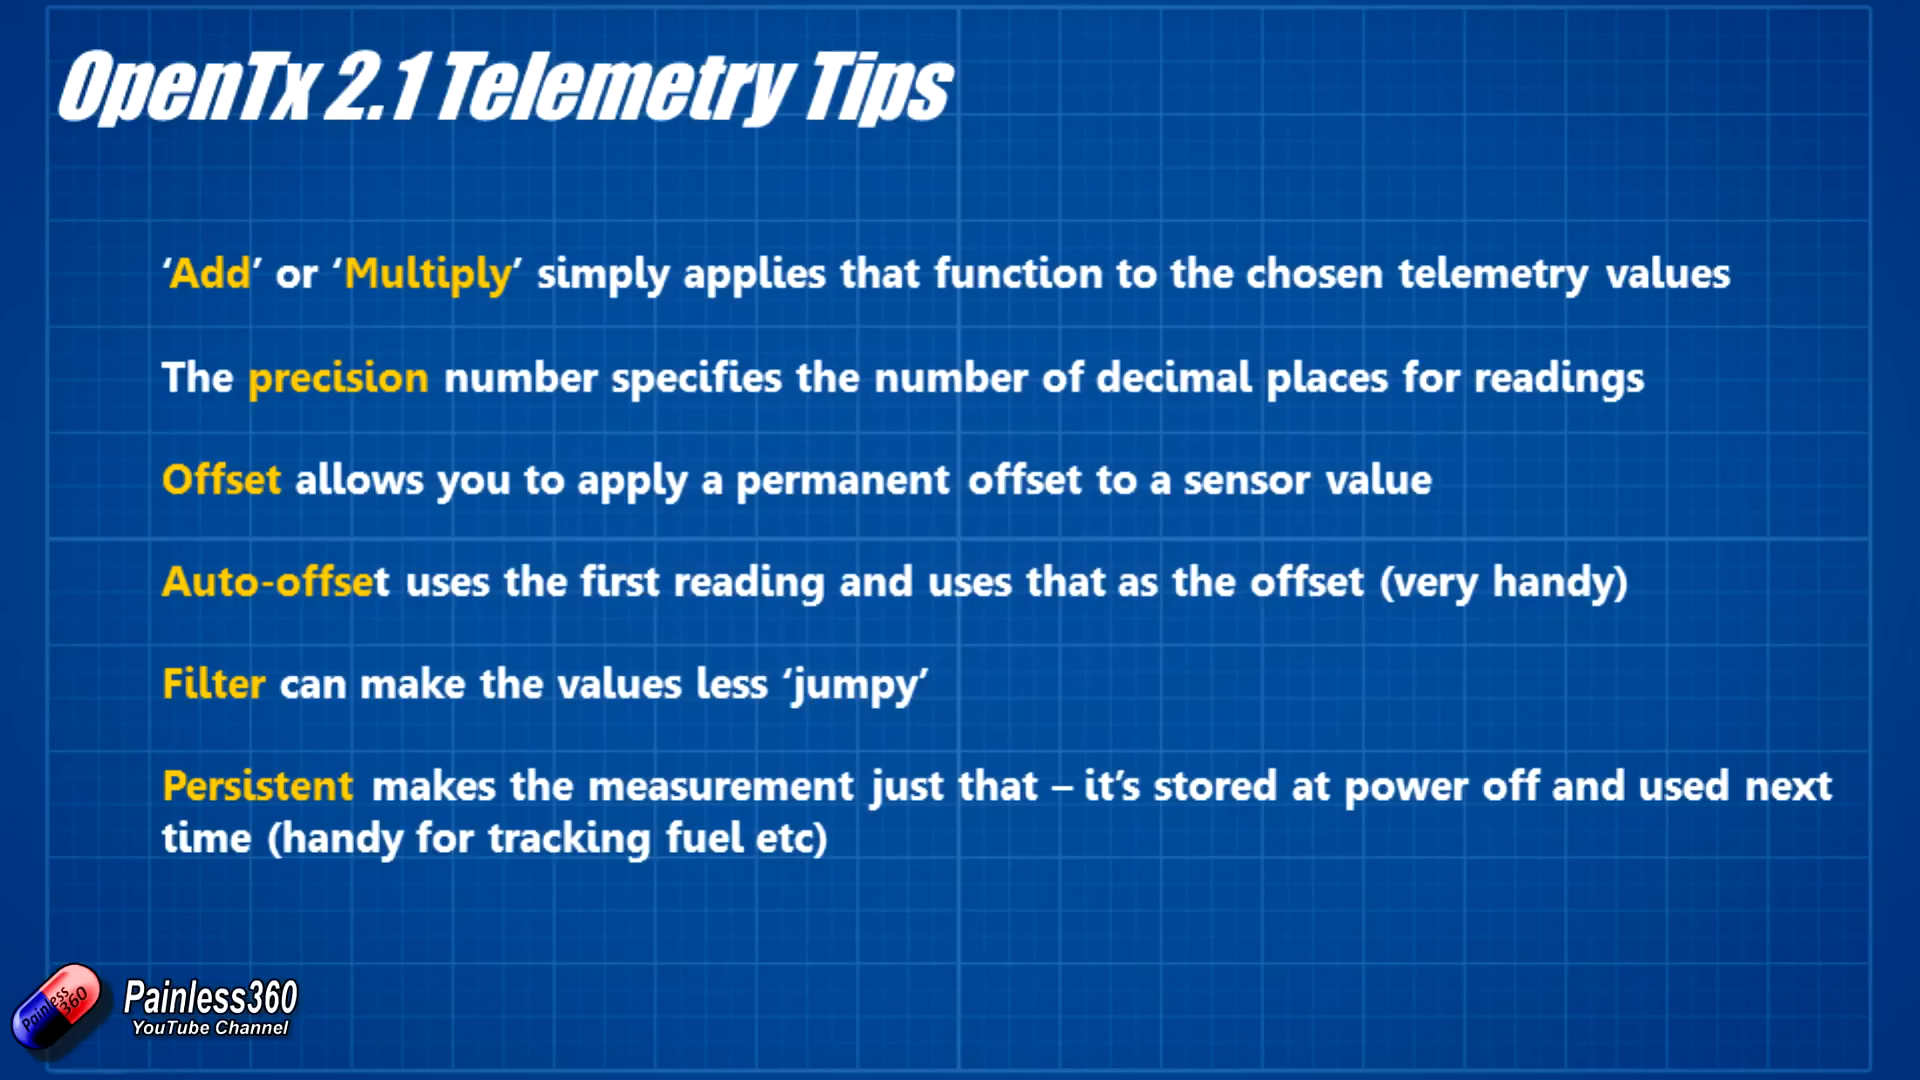 OpenTx 2.1 Telemetry Tips
‘Add’ or ‘Multiply’ simply applies that function to the chosen telemetry values
The precision number specifies the number of decimal places for readings
Offset allows you to apply a permanent offset to a sensor value
Auto-offset uses the first reading and uses that as the offset (very handy)
Filter can make the values less ‘jumpy’
Persistent makes the measurement just that – it’s stored at power off and used next
time (handy for tracking fuel etc)
Painless360
Painless360
YouTube Channel